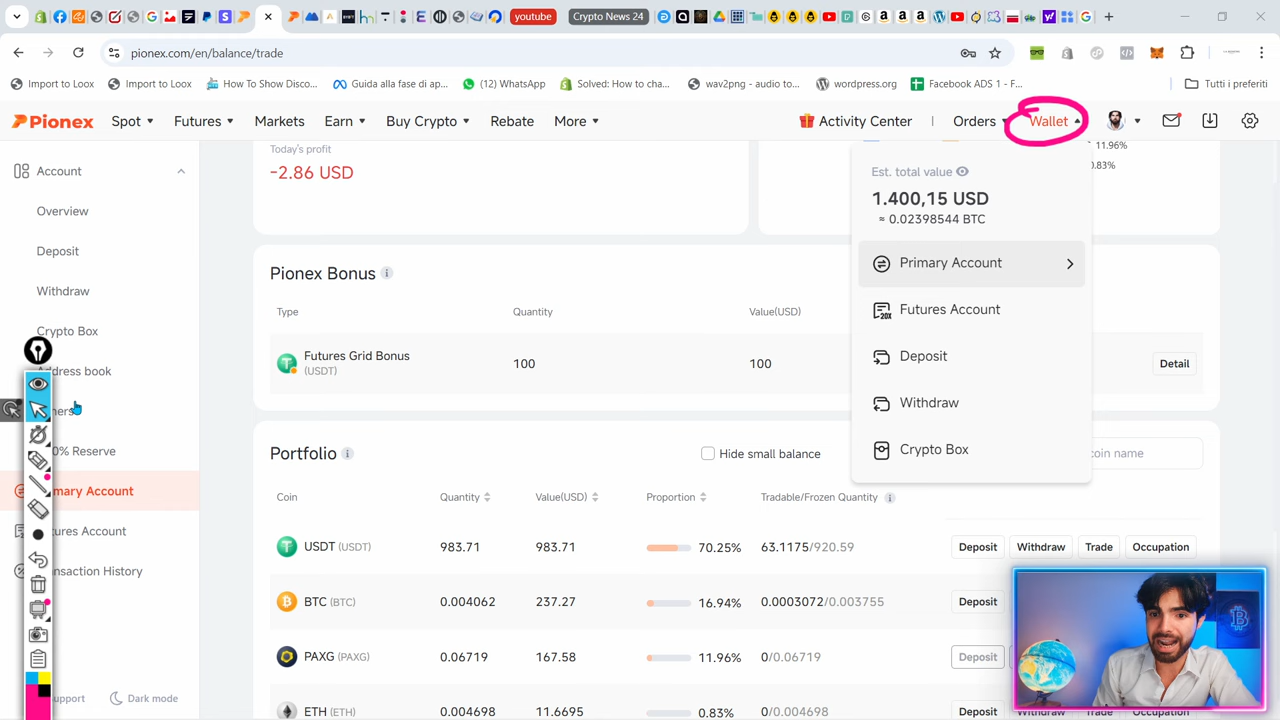 youtube
Crypto News 24
pionex.com/en/balance/trade
Import to Loox
Import to Loox
How To Show Disco...
Guida alla fase di ap...
(12) WhatsApp
Solved: How to cha...
wav2png - audio to...
wordpress.org
Facebook ADS 1 - F...
Tutti i preferiti
Pionex
Spot
Futures
Markets
Earn
Buy Crypto
Rebate
More
Activity Center
Orders
Wallet
Account
Overview
Deposit
Withdraw
Crypto Box
Address book
0% Reserve
mary Account
ures Account
nsaction History
upport
Dark mode
Today's profit
-2.86 USD
11.96%
0.83%
Est. total value
1.400,15 USD
≈ 0.02398544 BTC
Primary Account
Futures Account
Deposit
Withdraw
Crypto Box
Pionex Bonus
Type Quantity Value(USD)
Futures Grid Bonus
(USDT)
100 100 Detail
Portfolio
Hide small balance
coin name
Coin Quantity Value(USD) Proportion Tradable/Frozen Quantity
USDT (USDT) 983.71 983.71 70.25% 63.1175/920.59 Deposit Withdraw Trade Occupation
BTC (BTC) 0.004062 237.27 16.94% 0.0003072/0.003755 Deposit
PAXG (PAXG) 0.06719 167.58 11.96% 0/0.06719 Deposit
ETH (ETH) 0.004698 11.6695 0.83% 0/0.004698 Deposit Withdraw Trade Occupation